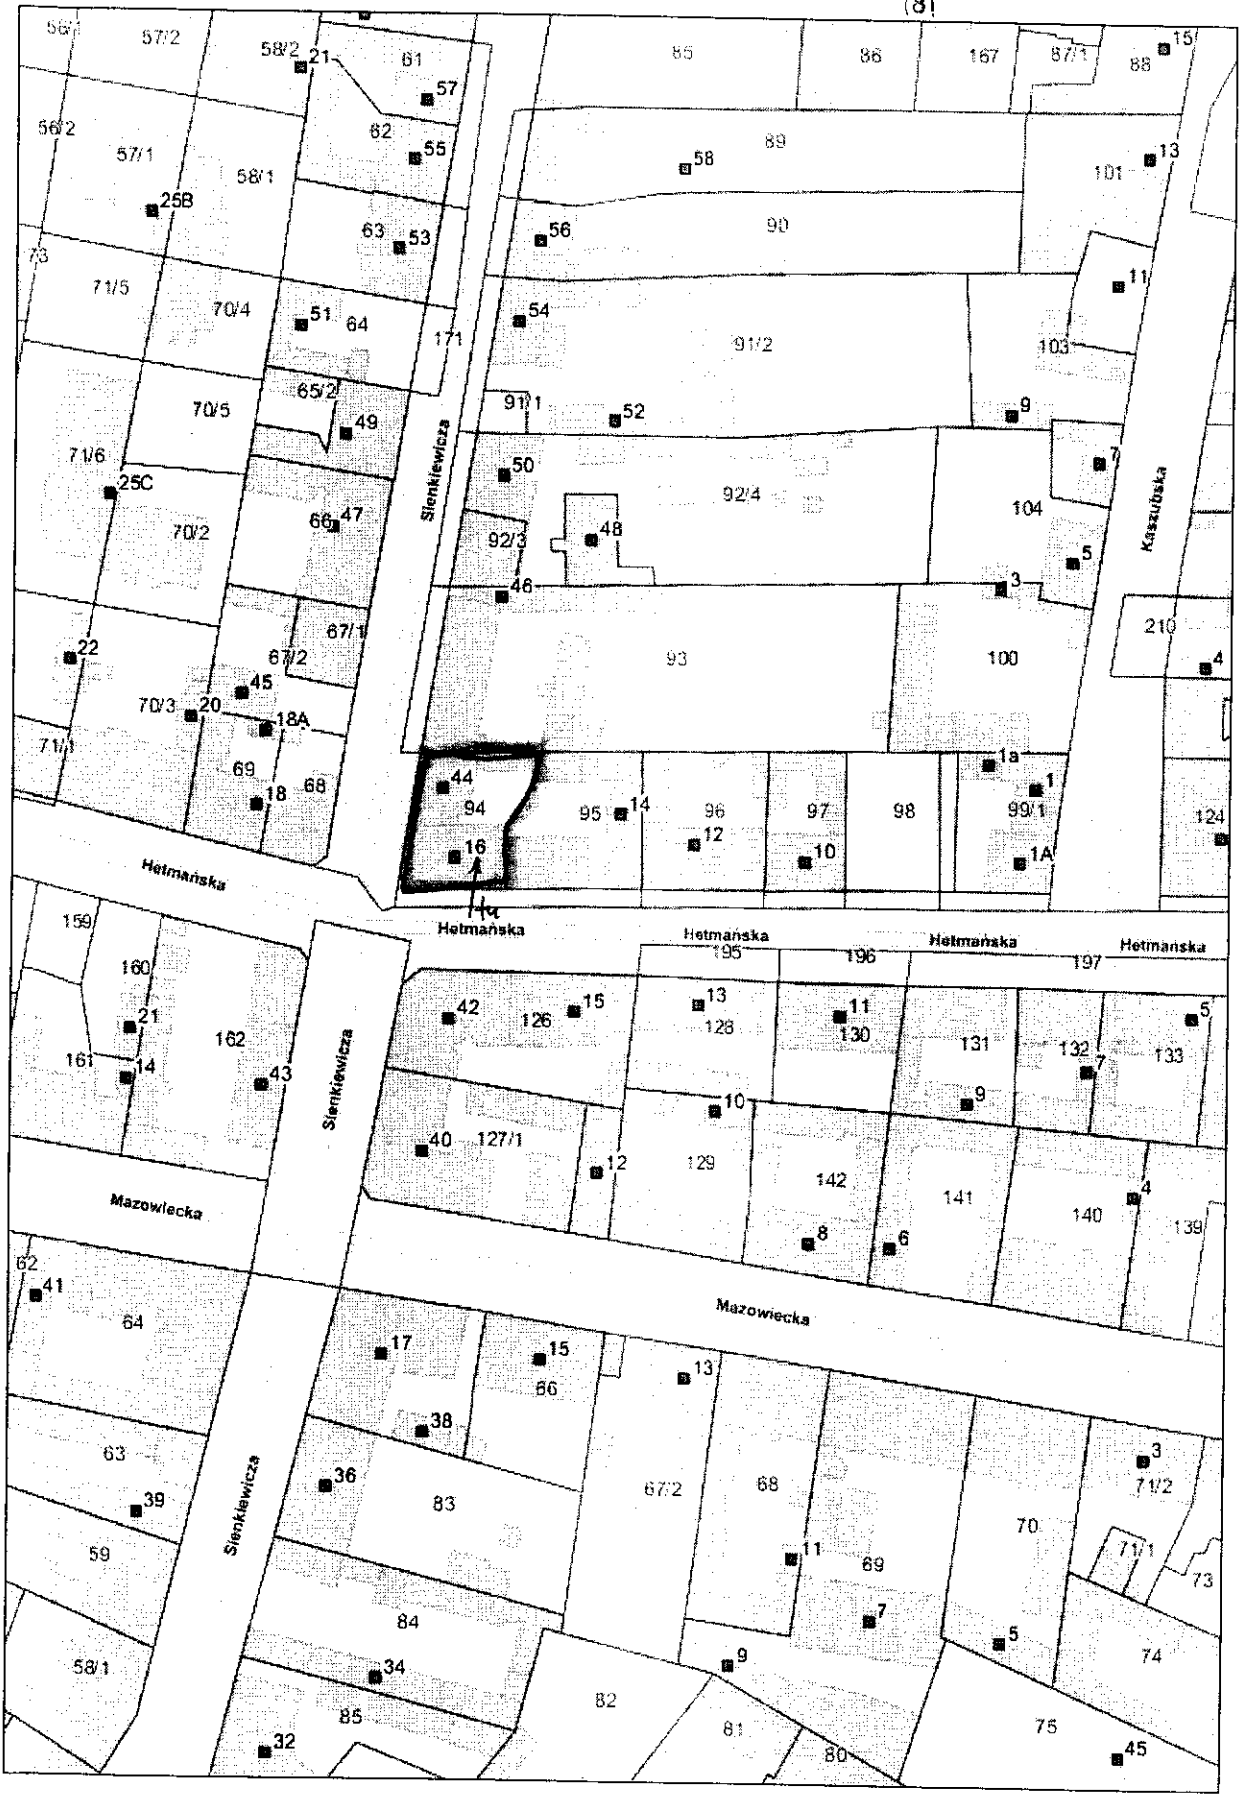 (81
56/1 57/2 58/2 21 61 85 86 167 87/1 88 15
57
56/2 57/1 62 55 58 89 13
58/1 101
25B 63 53 56 90
73 71/5 70/4 51 64 171 54 91/2 103 11
65/2 91/1 52 9
70/5 49
71/6 25C 66 47 Sienkiewicza 50 92/4 104 7 Kaszubska
70/2 92/3 48 5
46 3
22 67/1 67/2 93 100 210 4
45
70/3 20 18A
71/1 69 18 68 44 94 95 14 96 12 97 10 98 1a 1 99/1 1A 124
16
Hetmańska
Hetmańska Hetmańska Hetmańska Hetmańska
159 195 196 197
160 42 126 15 13 128 11 130 131 132 7 133 5
21 162
161 14 43 Sienkiewicza 9
40 127/1 12 10 129 142 141 140 4 139
Mazowiecka 8 6
62 41 64 Mazowiecka
17 15 66 13
38
63 36 83 67/2 68 3 71/2
39 Sienkiewicza 70
59 11 69 71/1 73
84 7 5
58/1 34 9 74
85 82 81 75
32 80 45